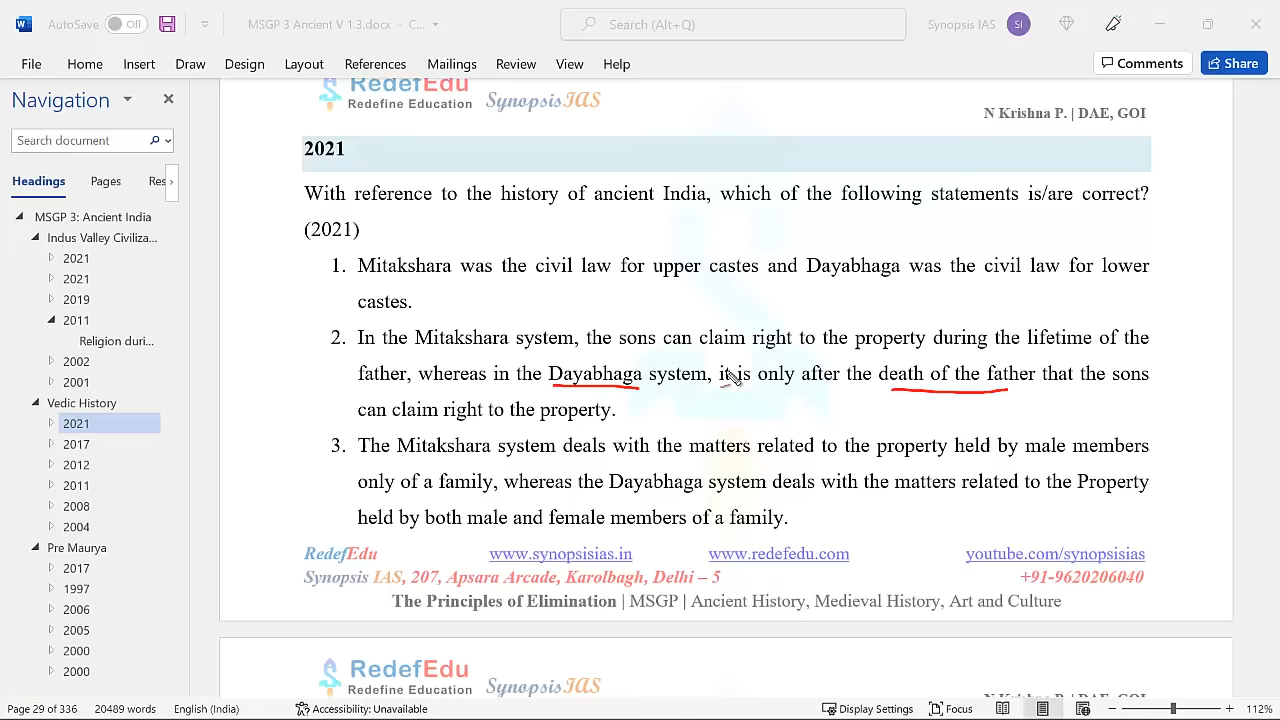 AutoSave Off MSGP 3 Ancient V 1.3.docx - C... Search (Alt+Q) Synopsis IAS SI
File Home Insert Draw Design Layout References Mailings Review View Help Comments Share
Navigation
Search document
Headings Pages Res
MSGP 3: Ancient India
Indus Valley Civiliza...
2021
2021
2019
2011
Religion duri...
2002
2001
Vedic History
2021
2017
2012
2011
2008
2004
Pre Maurya
2017
1997
2006
2005
2000
2000
RedefEdu
Redefine Education SynopsisIAS
N Krishna P. | DAE, GOI
2021
With reference to the history of ancient India, which of the following statements is/are correct?
(2021)
1. Mitakshara was the civil law for upper castes and Dayabhaga was the civil law for lower
castes.
2. In the Mitakshara system, the sons can claim right to the property during the lifetime of the
father, whereas in the Dayabhaga system, it is only after the death of the father that the sons
can claim right to the property.
3. The Mitakshara system deals with the matters related to the property held by male members
only of a family, whereas the Dayabhaga system deals with the matters related to the Property
held by both male and female members of a family.
RedefEdu www.synopsisias.in www.redefedu.com youtube.com/synopsisias
Synopsis IAS, 207, Apsara Arcade, Karolbagh, Delhi – 5 +91-9620206040
The Principles of Elimination | MSGP | Ancient History, Medieval History, Art and Culture
RedefEdu
Redefine Education SynopsisIAS
N Krishna P. | DAE, GOI
Page 29 of 336 20489 words English (India) Accessibility: Unavailable Display Settings Focus 112%